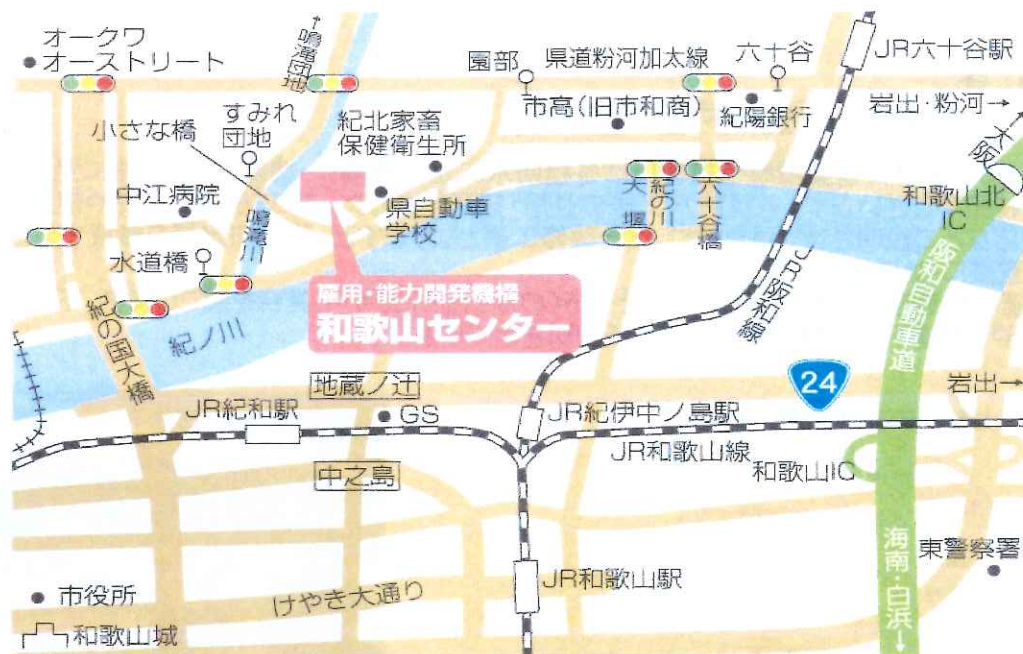 オークワ
オーストリート
↑鳴滝団地
園部
県道粉河加太線
六十谷
JR六十谷駅
岩出・粉河→
すみれ
団地
小さな橋
紀北家畜
保健衛生所
市高(旧市和商)
紀陽銀行
大阪
中江病院
鳴滝川
県自動車
学校
紀の川
大堰
六十谷橋
和歌山北
IC
水道橋
雇用・能力開発機構
和歌山センター
JR阪和線
阪和自動車道
紀の国大橋
紀ノ川
地蔵ノ辻
24
岩出→
JR紀和駅
GS
JR紀伊中ノ島駅
JR和歌山線
和歌山IC
中之島
海南・白浜→
東警察署
JR和歌山駅
市役所
けやき大通り
和歌山城